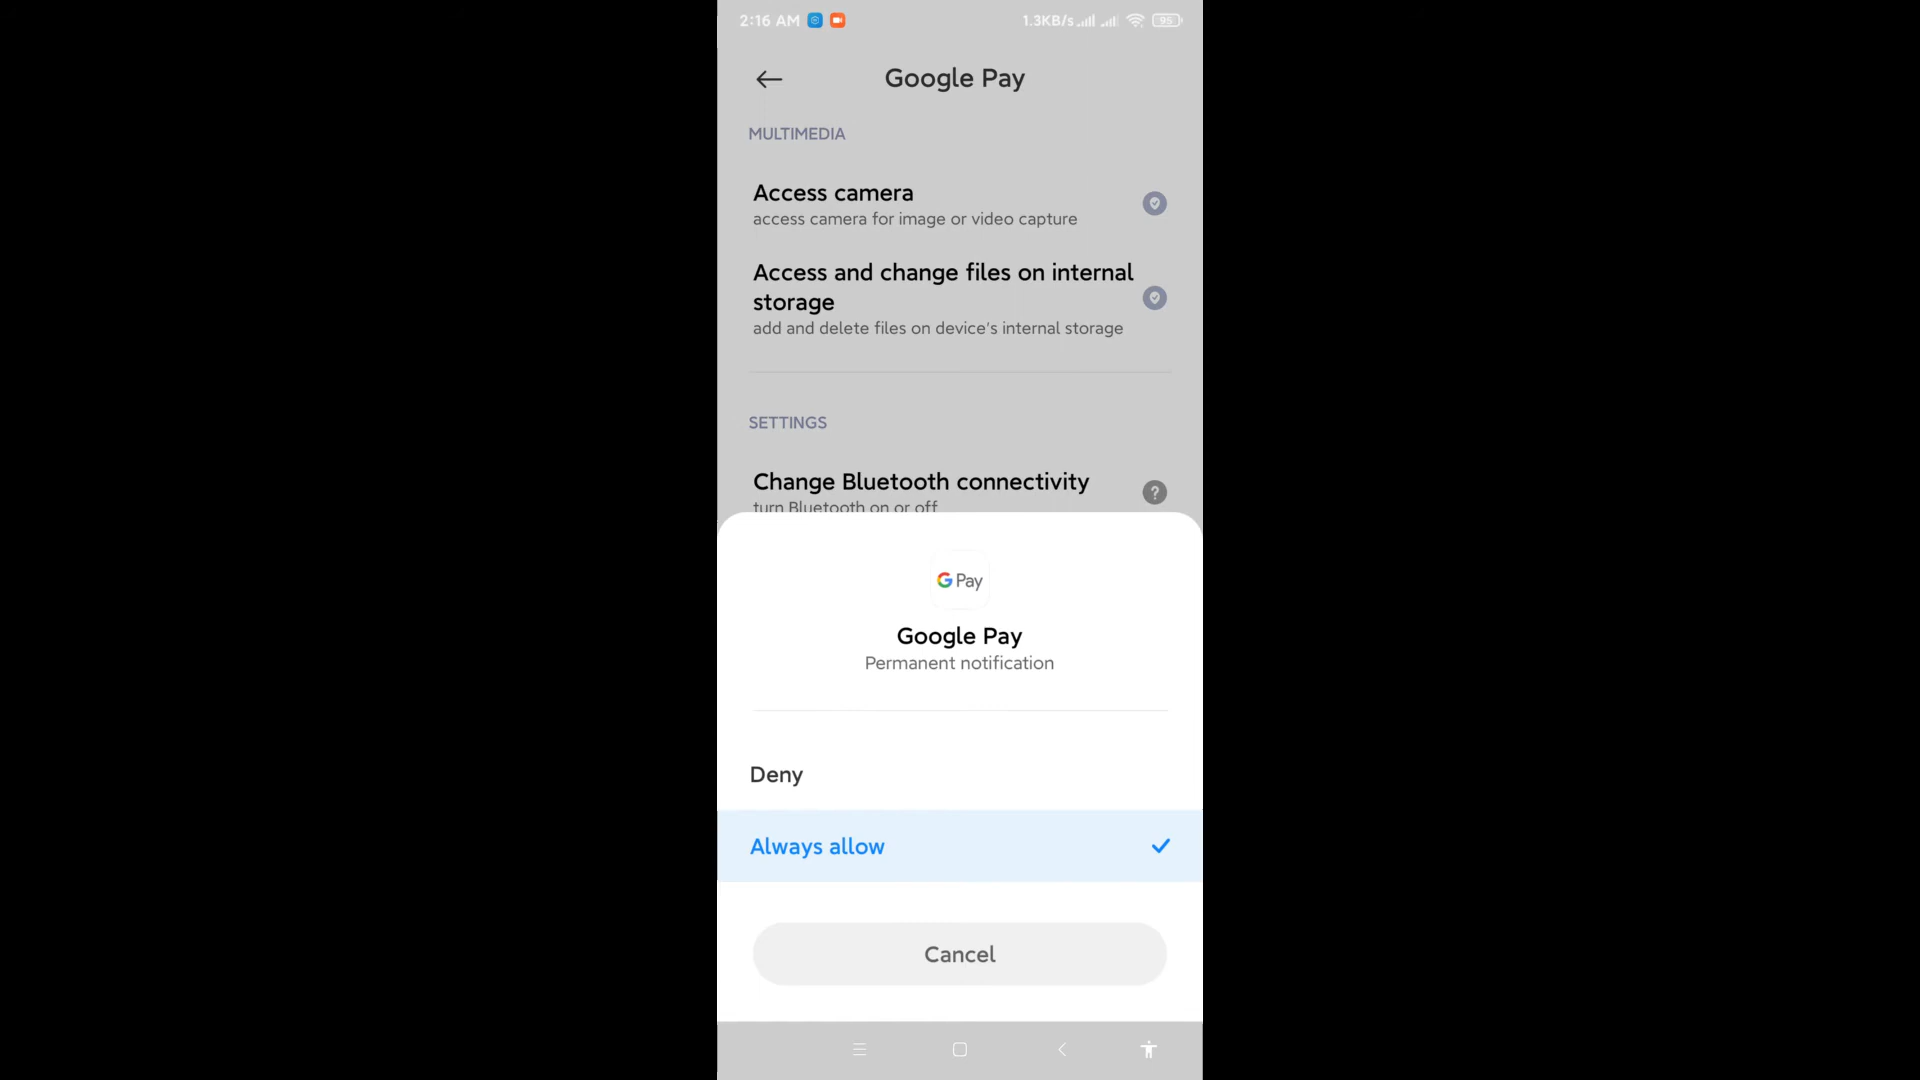 2:16 AM 1.3KB/s 95
Google Pay
MULTIMEDIA
Access camera
access camera for image or video capture
Access and change files on internal
storage
add and delete files on device's internal storage
SETTINGS
Change Bluetooth connectivity
?
turn Bluetooth on or off
G Pay
Google Pay
Permanent notification
Deny
Always allow
Cancel